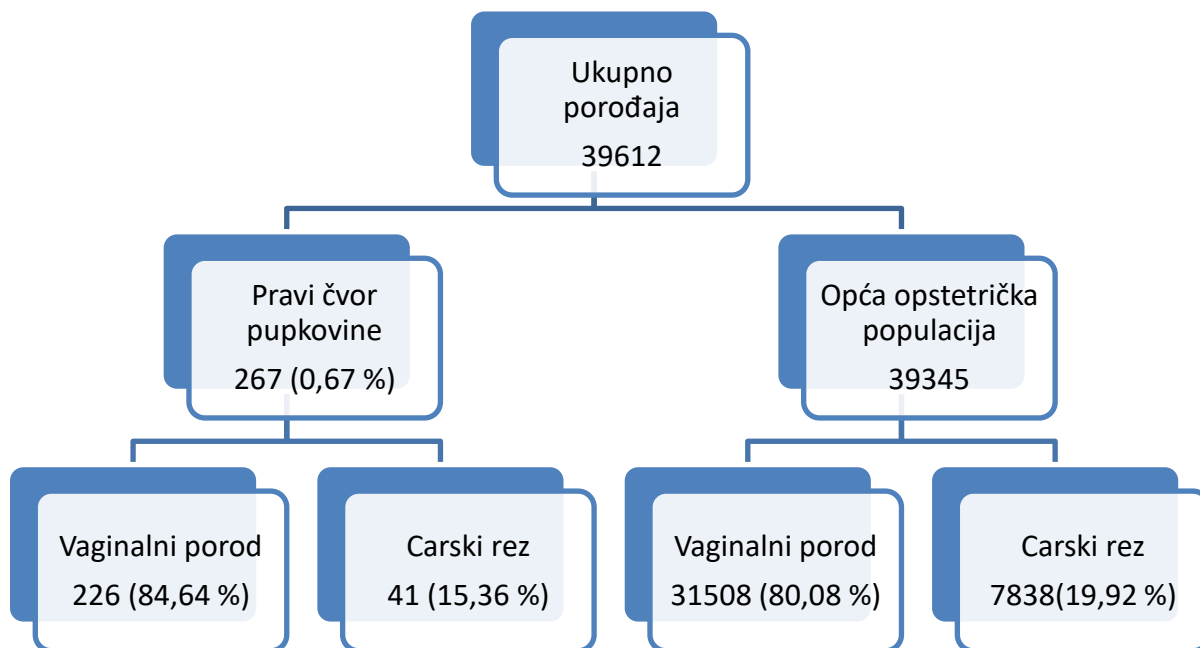 Ukupno
porođaja
39612
Pravi čvor
pupkovine
267 (0,67 %)
Opća opstetrička
populacija
39345
Vaginalni porod
226 (84,64 %)
Carski rez
41 (15,36 %)
Vaginalni porod
31508 (80,08 %)
Carski rez
7838(19,92 %)